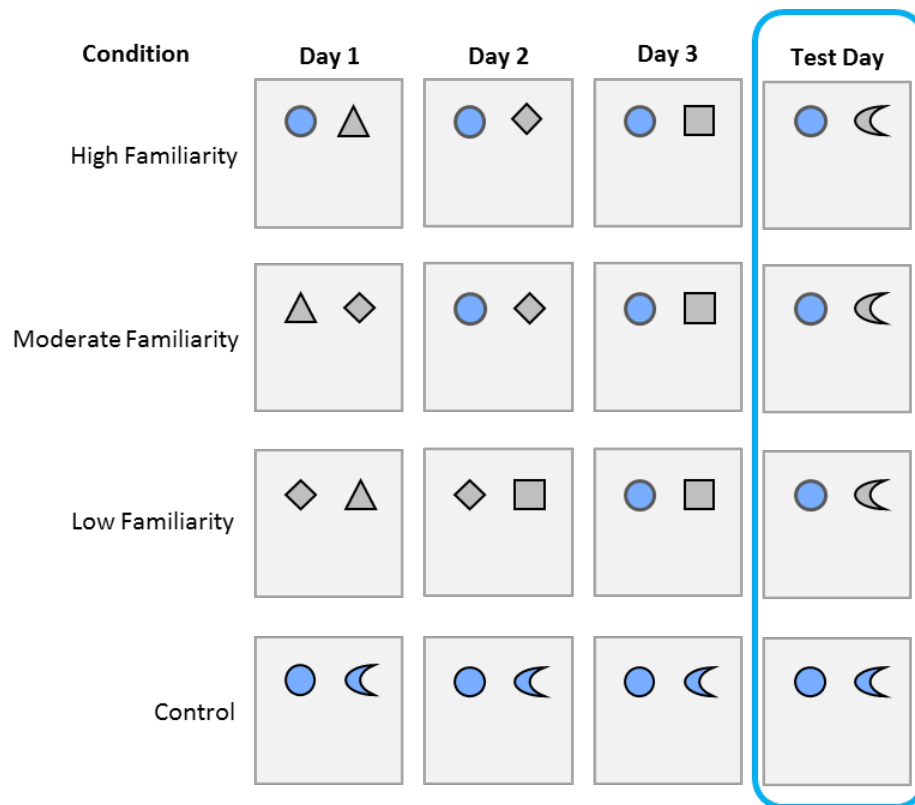 Condition Day 1 Day 2 Day 3 Test Day
High Familiarity
Moderate Familiarity
Low Familiarity
Control